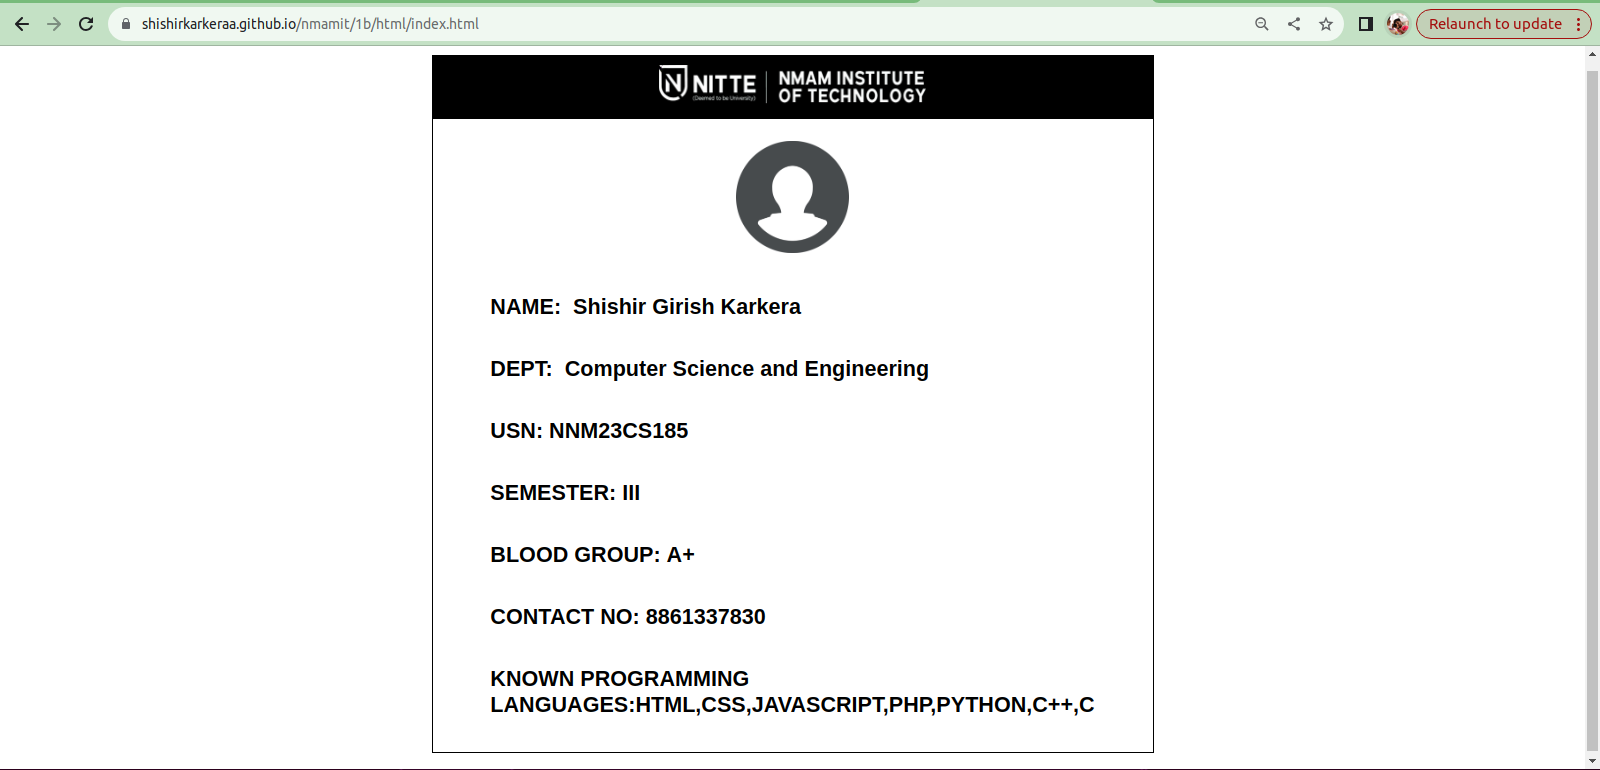 shishirkarkeraa.github.io/nmamit/1b/html/index.html
Relaunch to update
NITTE
(Deemed to be University)
NMAM INSTITUTE
OF TECHNOLOGY
NAME: Shishir Girish Karkera
DEPT: Computer Science and Engineering
USN: NNM23CS185
SEMESTER: III
BLOOD GROUP: A+
CONTACT NO: 8861337830
KNOWN PROGRAMMING
LANGUAGES:HTML,CSS,JAVASCRIPT,PHP,PYTHON,C++,C